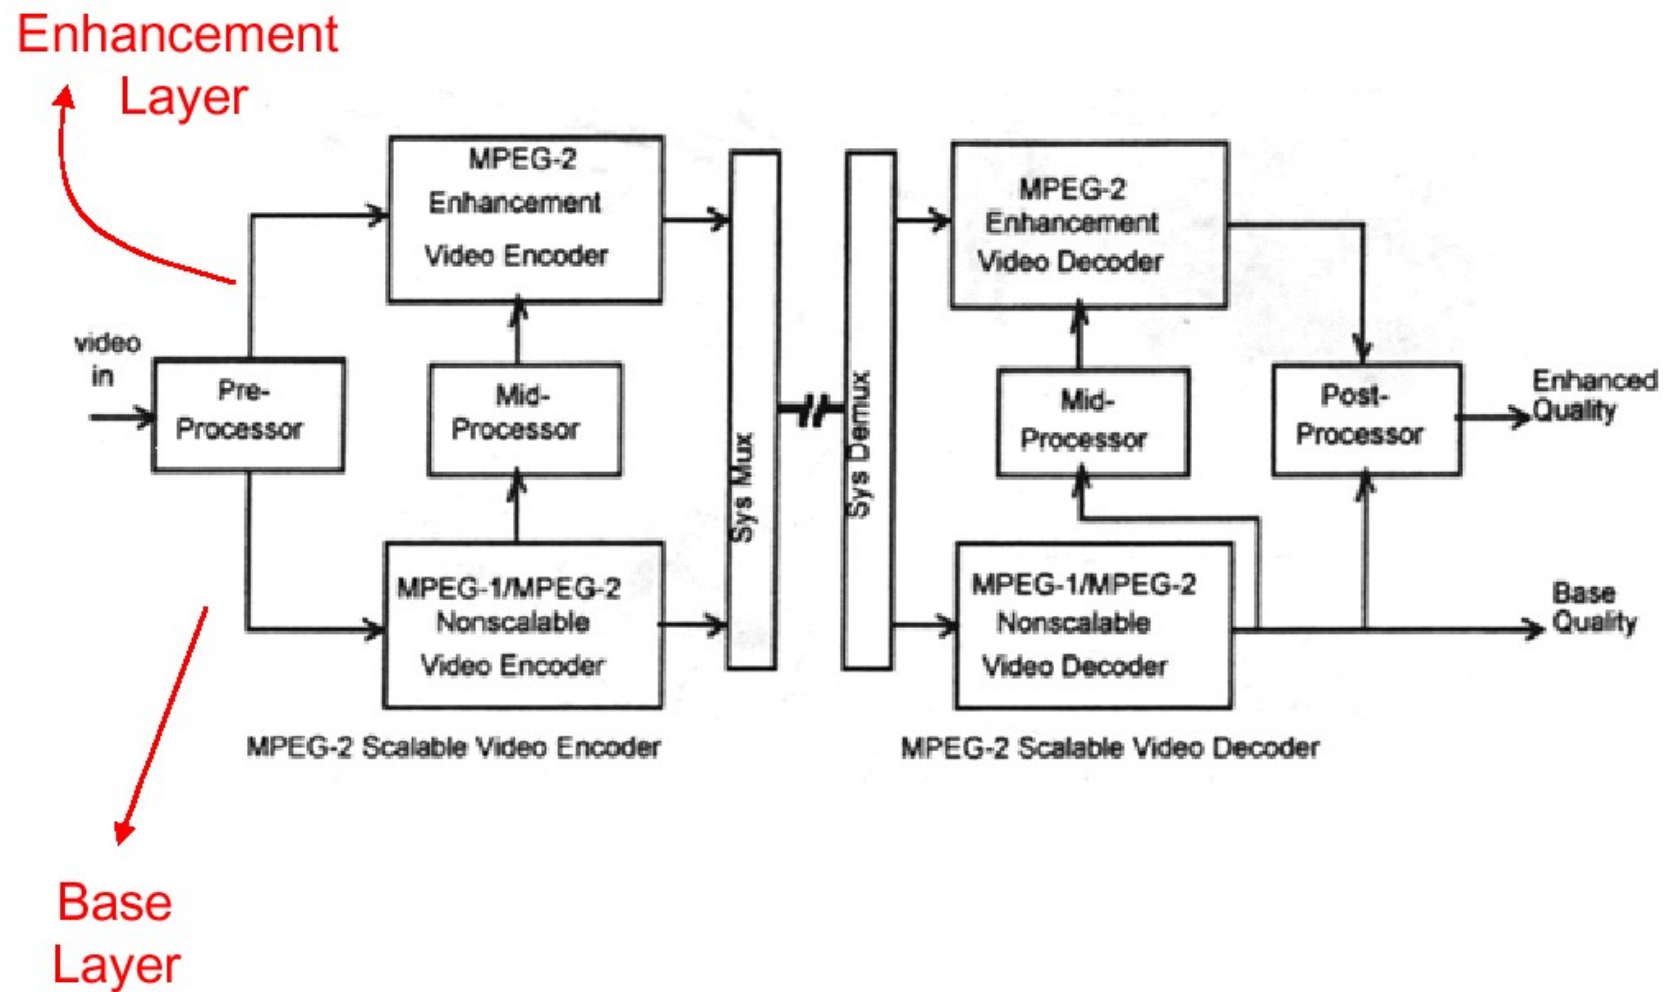 Enhancement
Layer
MPEG-2
Enhancement
Video Encoder
MPEG-2
Enhancement
Video Decoder
video
in
Pre-
Processor
Mid-
Processor
Sys Mux
Sys Demux
Mid-
Processor
Post-
Processor
Enhanced
Quality
MPEG-1/MPEG-2
Nonscalable
Video Encoder
MPEG-1/MPEG-2
Nonscalable
Video Decoder
Base
Quality
MPEG-2 Scalable Video Encoder
MPEG-2 Scalable Video Decoder
Base
Layer